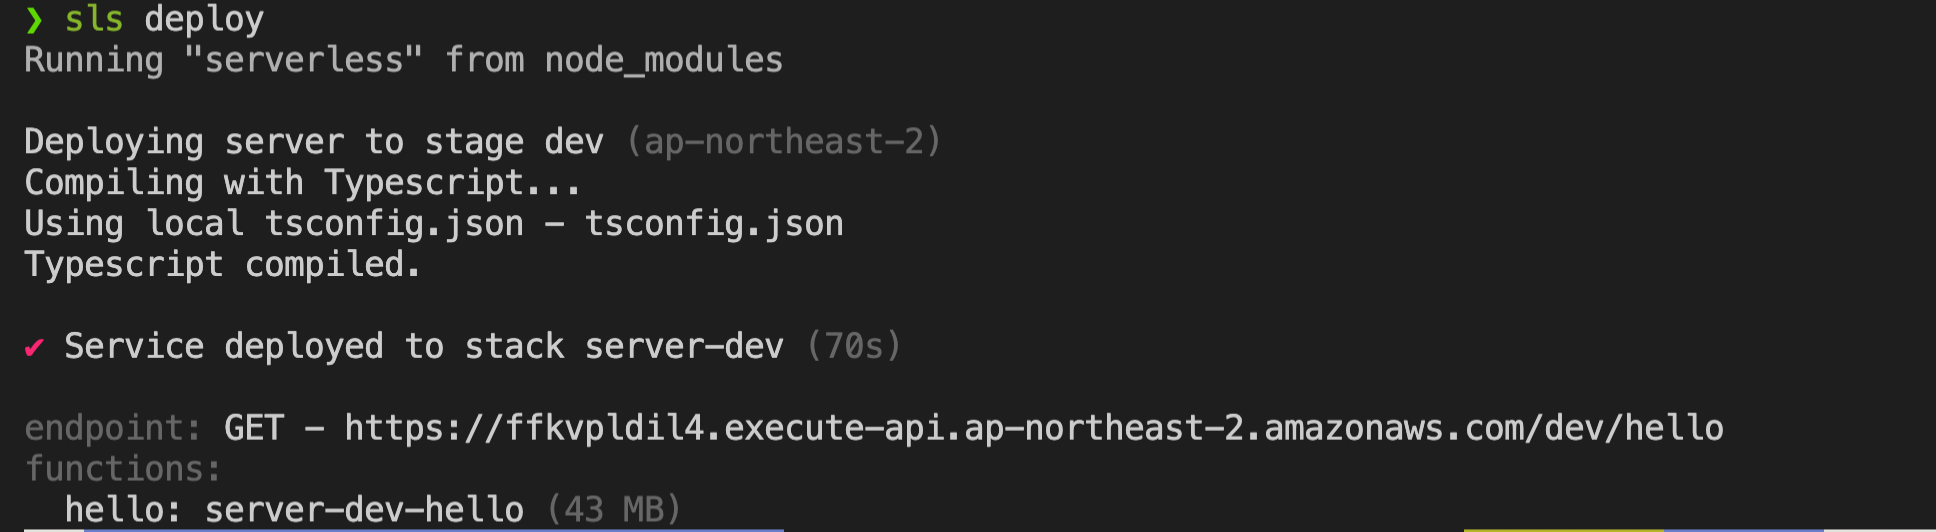 ❯ sls deploy
Running "serverless" from node_modules
Deploying server to stage dev (ap-northeast-2)
Compiling with Typescript...
Using local tsconfig.json - tsconfig.json
Typescript compiled.
✔ Service deployed to stack server-dev (70s)
endpoint: GET - https://ffkvpldil4.execute-api.ap-northeast-2.amazonaws.com/dev/hello
functions:
  hello: server-dev-hello (43 MB)